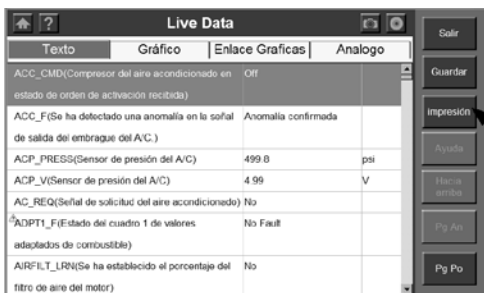 Live Data
Texto Gráfico Enlace Graficas Analogo
ACC_CMD(Compresor del aire acondicionado en Off
estado de orden de activación recibida)
ACC_F(Se ha detectado una anomalía en la señal Anomalía confirmada
de salida del embrague del A/C.)
ACP_PRESS(Sensor de presión del A/C) 499.8 psi
ACP_V(Sensor de presión del A/C) 4.99 V
AC_REQ(Señal de solicitud del aire acondicionado) No
ADPT1_F(Estado del cuadro 1 de valores No Fault
adaptados de combustible)
AIRFILT_LRN(Se ha establecido el porcentaje del No
filtro de aire del motor)
Salir
Guardar
impresión
Ayuda
Hacia
arriba
Pg An
Pg Po